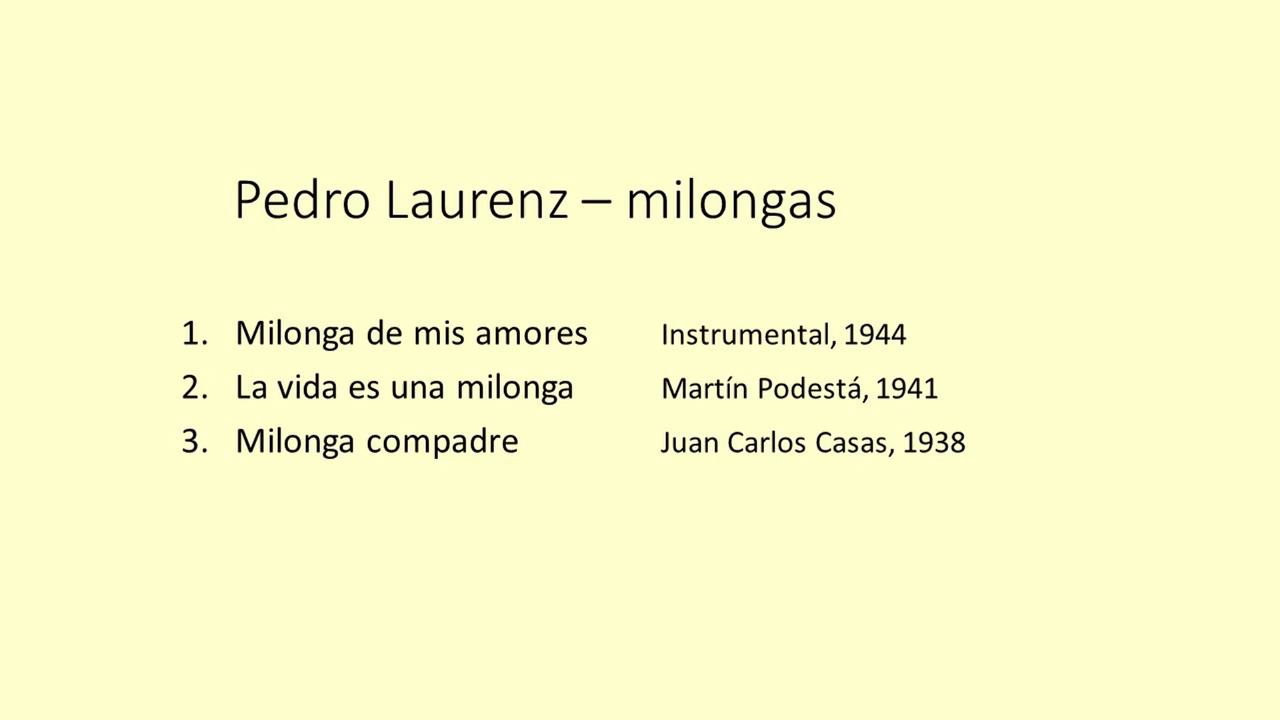 Pedro Laurenz – milongas
1. Milonga de mis amores Instrumental, 1944
2. La vida es una milonga Martín Podestá, 1941
3. Milonga compadre Juan Carlos Casas, 1938